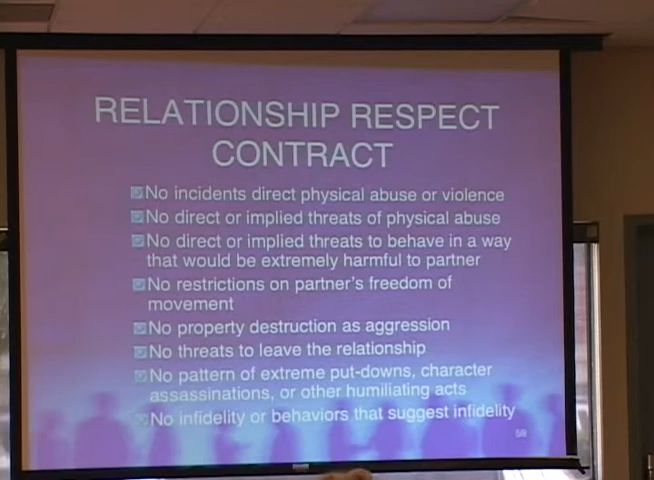 RELATIONSHIP RESPECT
CONTRACT
No incidents direct physical abuse or violence
No direct or implied threats of physical abuse
No direct or implied threats to behave in a way
that would be extremely harmful to partner
No restrictions on partner's freedom of
movement
No property destruction as aggression
No threats to leave the relationship
No pattern of extreme put-downs, character
assassinations, or other humiliating acts
No infidelity or behaviors that suggest infidelity
59